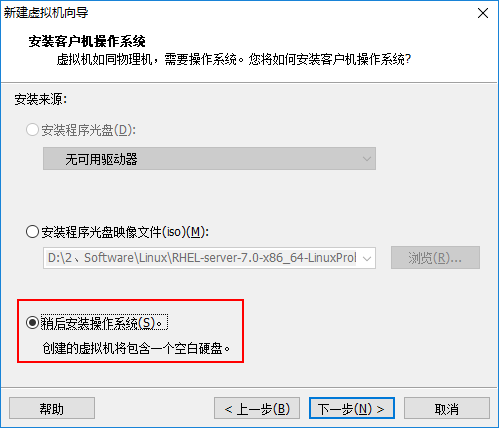 新建虚拟机向导
安装客户机操作系统
虚拟机如同物理机，需要操作系统。您将如何安装客户机操作系统?
安装来源:
安装程序光盘(D):
无可用驱动器
安装程序光盘映像文件(iso)(M):
D:\2、Software\Linux\RHEL-server-7.0-x86_64-LinuxProl
浏览(R)...
稍后安装操作系统(S)。
创建的虚拟机将包含一个空白硬盘。
帮助
< 上一步(B)
下一步(N) >
取消